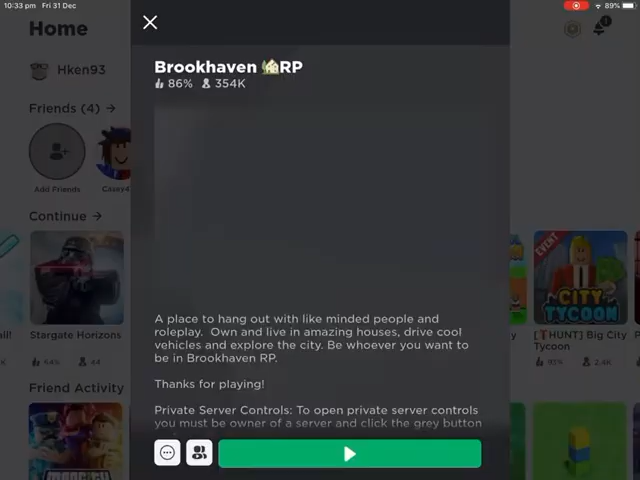 10:33 pm Fri 31 Dec
89%
Home
Brookhaven RP
86% 354K
Hken93
Friends (4) →
Add Friends
Continue →
Stargate Horizons
44
EVENT
CITY
TYCOON
HUNT] Big City
Tycoon
93% 2.4K
A place to hang out with like minded people and
roleplay. Own and live in amazing houses, drive cool
vehicles and explore the city. Be whoever you want to
be in Brookhaven RP.
Thanks for playing!
Private Server Controls: To open private server controls
you must be owner of a server and click the grey button
Friend Activity